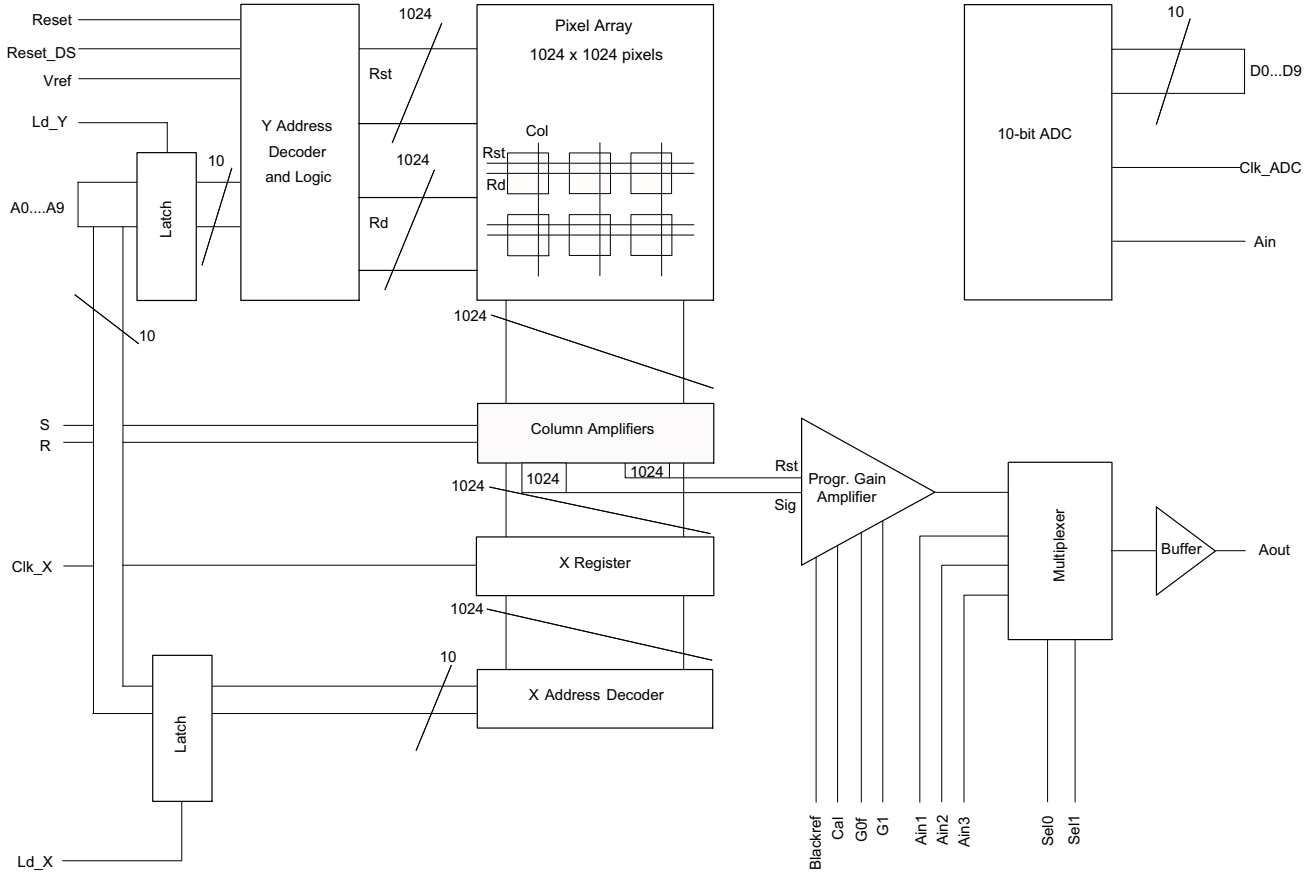 Reset
Reset_DS
Vref
Ld_Y
A0....A9
Latch
10
10
Y Address
Decoder
and Logic
1024
Rst
1024
Rd
Pixel Array
1024 x 1024 pixels
Col
Rst
Rd
10-bit ADC
10
D0...D9
Clk_ADC
Ain
1024
S
R
Column Amplifiers
1024
1024
1024
Rst
Sig
Progr. Gain
Amplifier
Multiplexer
Buffer
Aout
Clk_X
X Register
1024
10
X Address Decoder
Latch
Ld_X
Blackref
Cal
G0f
G1
Ain1
Ain2
Ain3
Sel0
Sel1